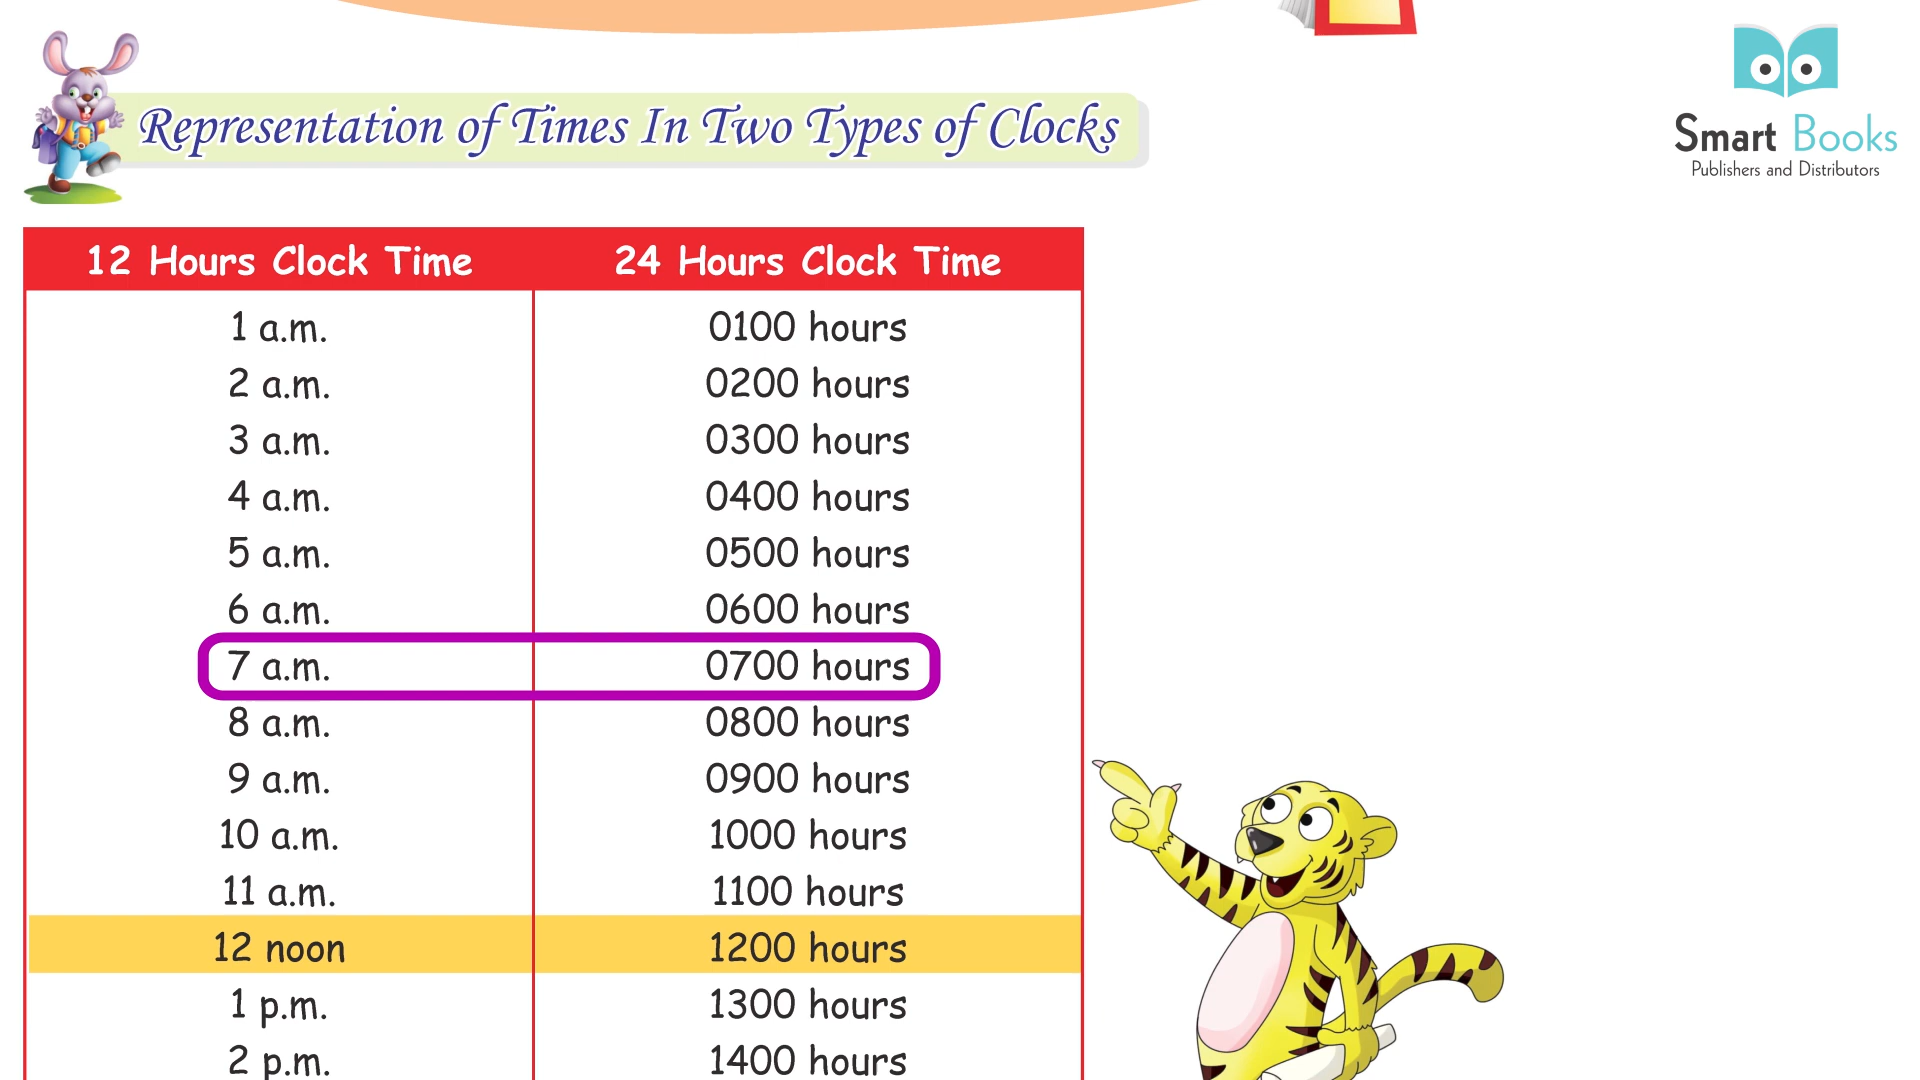 Representation of Times In Two Types of Clocks
Smart Books
Publishers and Distributors
12 Hours Clock Time 24 Hours Clock Time
1 a.m. 0100 hours
2 a.m. 0200 hours
3 a.m. 0300 hours
4 a.m. 0400 hours
5 a.m. 0500 hours
6 a.m. 0600 hours
7 a.m. 0700 hours
8 a.m. 0800 hours
9 a.m. 0900 hours
10 a.m. 1000 hours
11 a.m. 1100 hours
12 noon 1200 hours
1 p.m. 1300 hours
2 p.m. 1400 hours